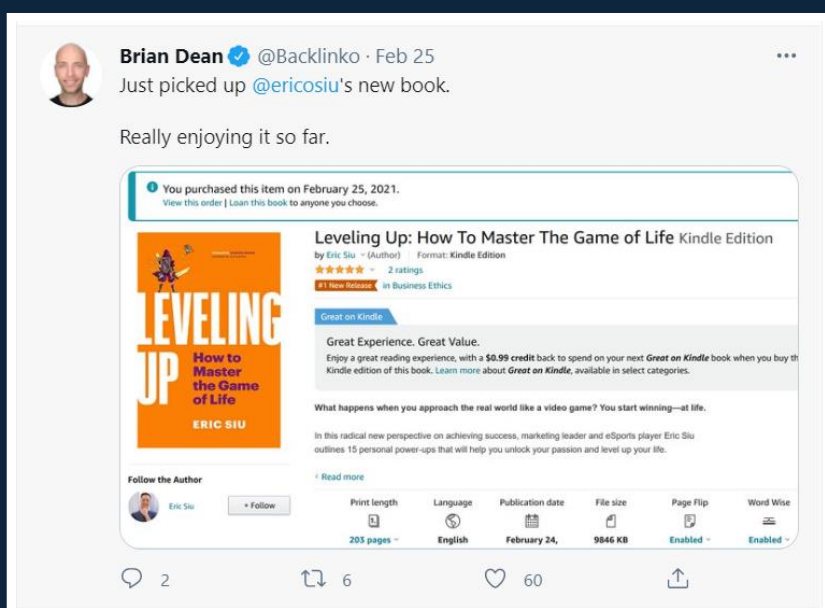 Brian Dean @Backlinko · Feb 25
Just picked up @ericosiu's new book.
Really enjoying it so far.
You purchased this item on February 25, 2021.
View this order | Loan this book to anyone you choose.
Leveling Up: How To Master The Game of Life Kindle Edition
by Eric Siu (Author) Format: Kindle Edition
2 ratings
#1 New Release in Business Ethics
Great on Kindle
Great Experience. Great Value.
Enjoy a great reading experience, with a $0.99 credit back to spend on your next Great on Kindle book when you buy th
Kindle edition of this book. Learn more about Great on Kindle, available in select categories.
What happens when you approach the real world like a video game? You start winning—at life.
In this radical new perspective on achieving success, marketing leader and eSports player Eric Siu
outlines 15 personal power-ups that will help you unlock your passion and level up your life.
Read more
LEVELING
UP
How to
Master
the Game
of Life
ERIC SIU
Follow the Author
Eric Siu
+ Follow
Print length Language Publication date File size Page Flip Word Wise
203 pages English February 24, 9846 KB Enabled Enabled
2 6 60